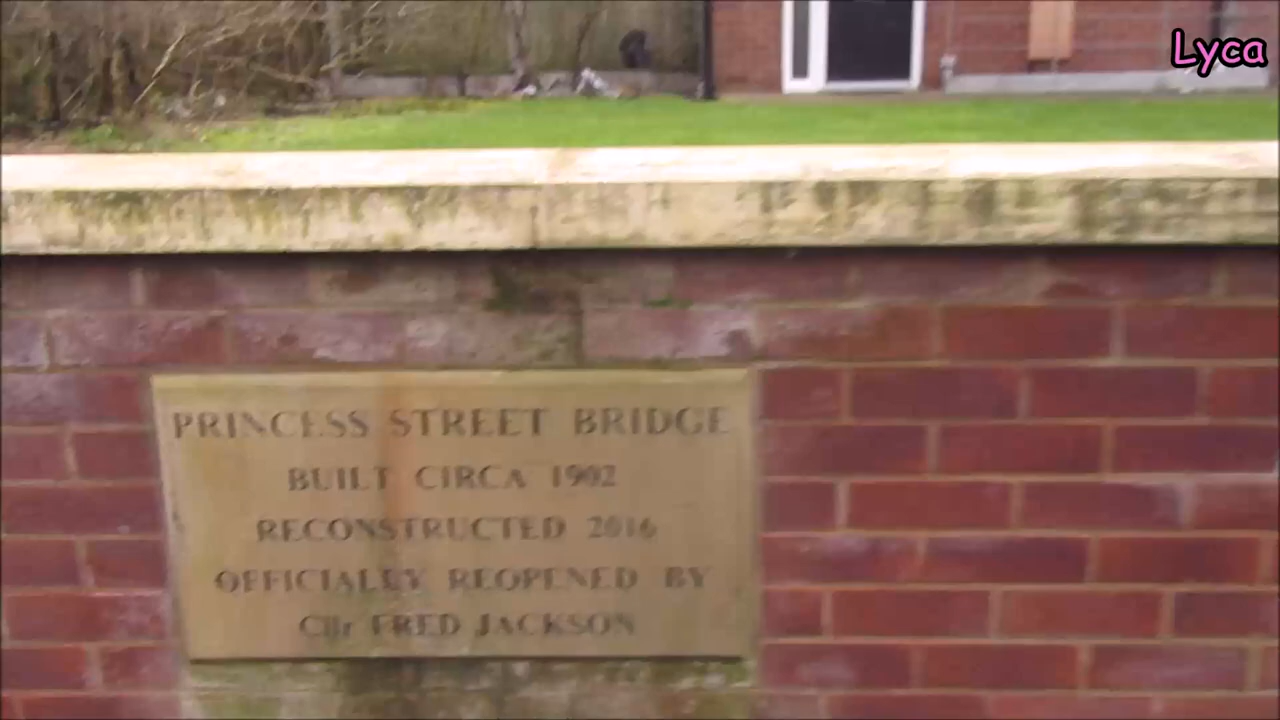 Lyca
PRINCESS STREET BRIDGE
BUILT CIRCA 1902
RECONSTRUCTED 2016
OFFICIALLY REOPENED BY
Cllr FRED JACKSON